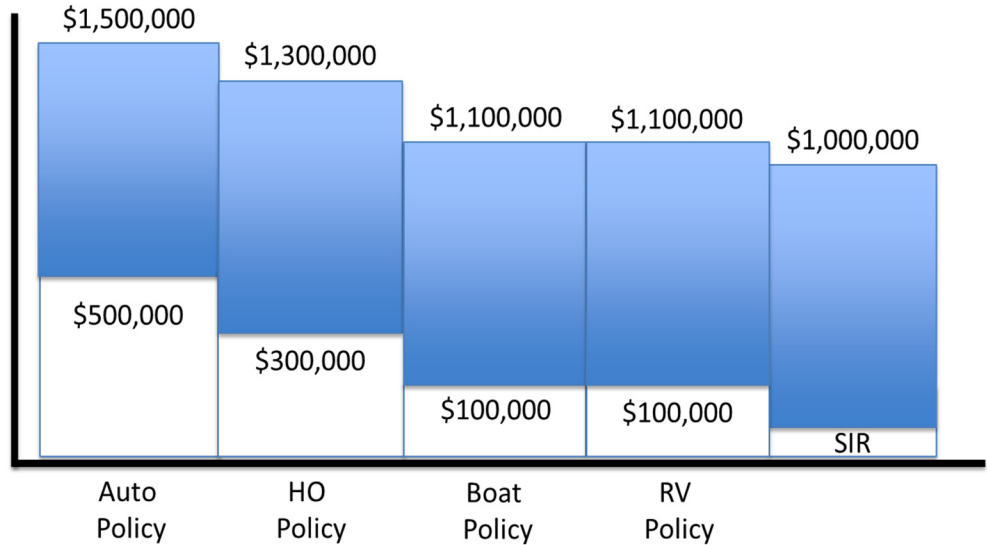 $1,500,000
$1,300,000
$1,100,000
$1,100,000
$1,000,000
$500,000
$300,000
$100,000
$100,000
SIR
Auto
Policy
HO
Policy
Boat
Policy
RV
Policy